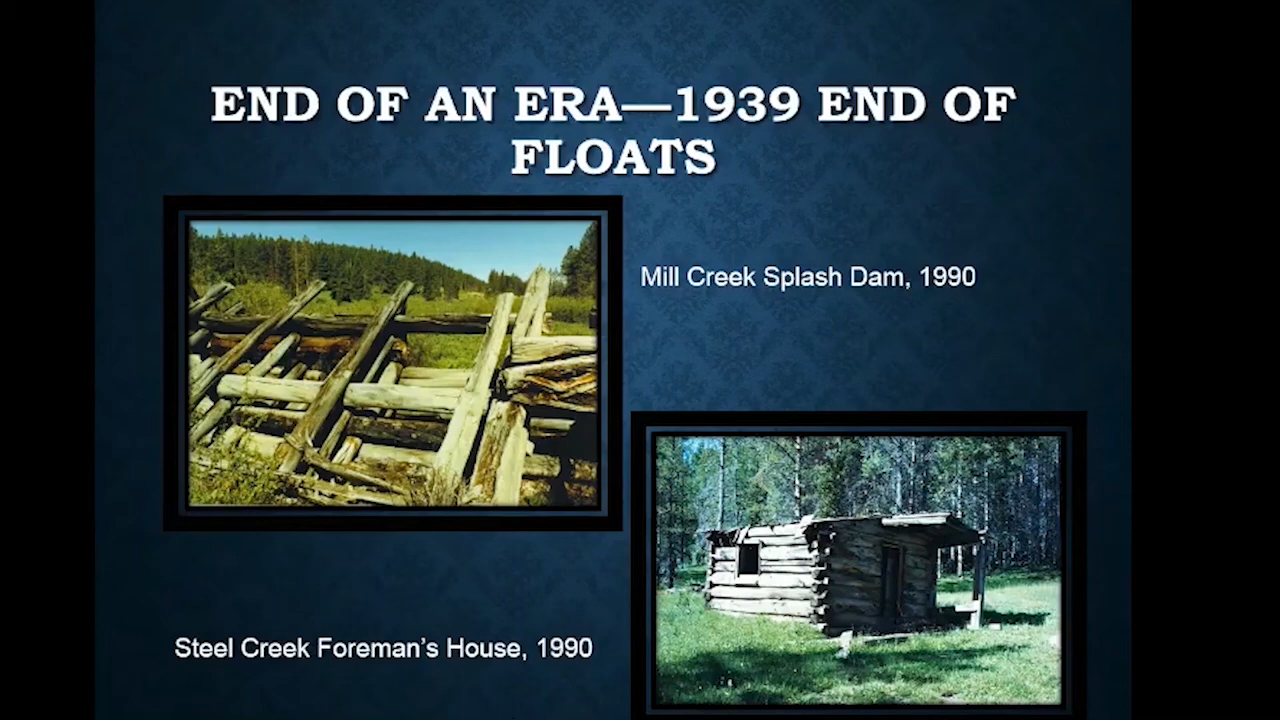 END OF AN ERA—1939 END OF
FLOATS
Mill Creek Splash Dam, 1990
Steel Creek Foreman’s House, 1990